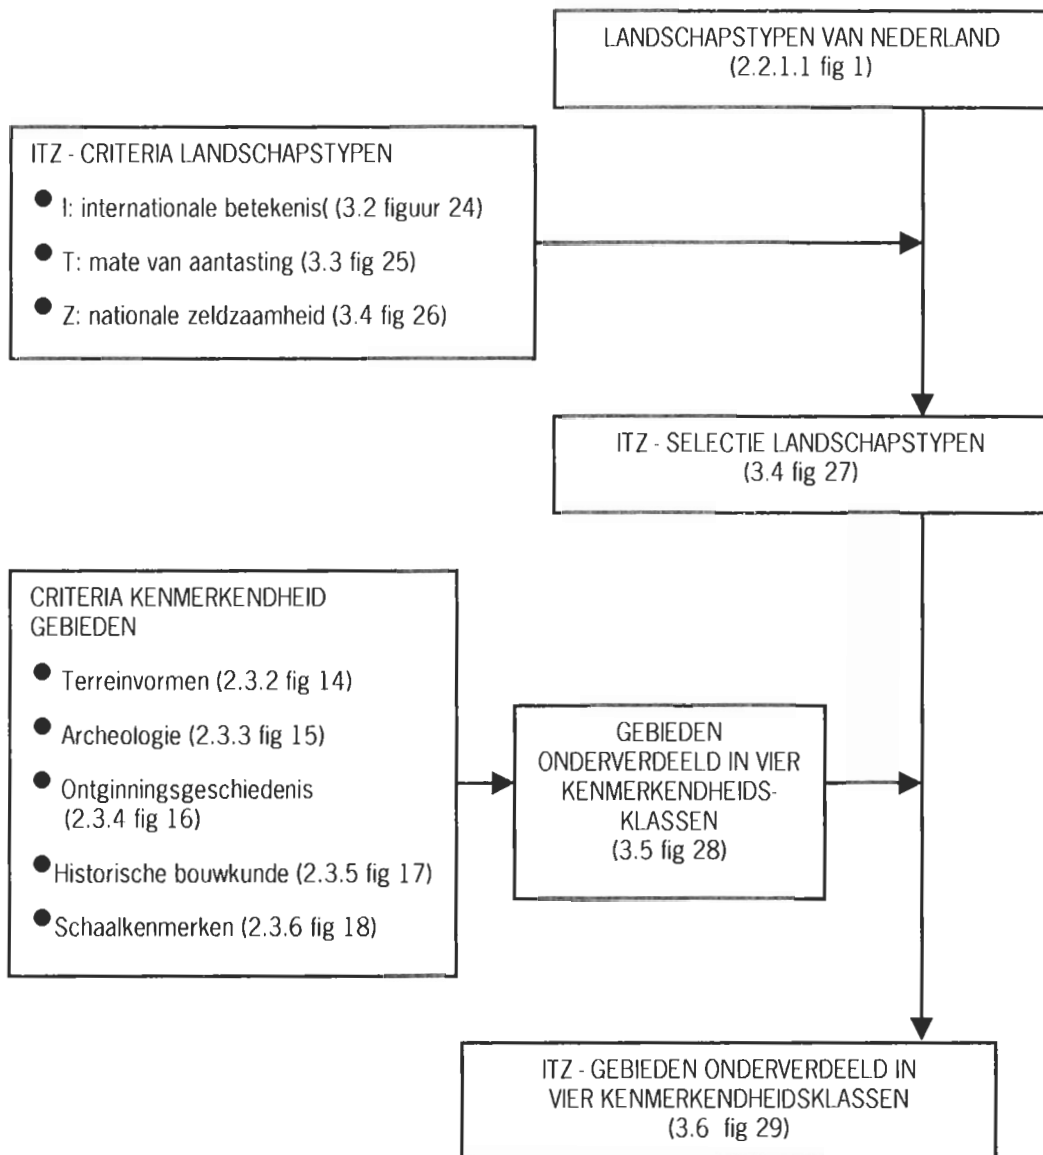 LANDSCHAPSTYPEN VAN NEDERLAND
(2.2.1.1 fig 1)
ITZ - CRITERIA LANDSCHAPSTYPEN
● I: internationale betekenis( (3.2 figuur 24)
● T: mate van aantasting (3.3 fig 25)
● Z: nationale zeldzaamheid (3.4 fig 26)
ITZ - SELECTIE LANDSCHAPSTYPEN
(3.4 fig 27)
CRITERIA KENMERKENDHEID
GEBIEDEN
● Terreinvormen (2.3.2 fig 14)
● Archeologie (2.3.3 fig 15)
● Ontginningsgeschiedenis
(2.3.4 fig 16)
● Historische bouwkunde (2.3.5 fig 17)
● Schaalkenmerken (2.3.6 fig 18)
GEBIEDEN
ONDERVERDEELD IN VIER
KENMERKENDHEIDS-
KLASSEN
(3.5 fig 28)
ITZ - GEBIEDEN ONDERVERDEELD IN
VIER KENMERKENDHEIDSKLASSEN
(3.6 fig 29)